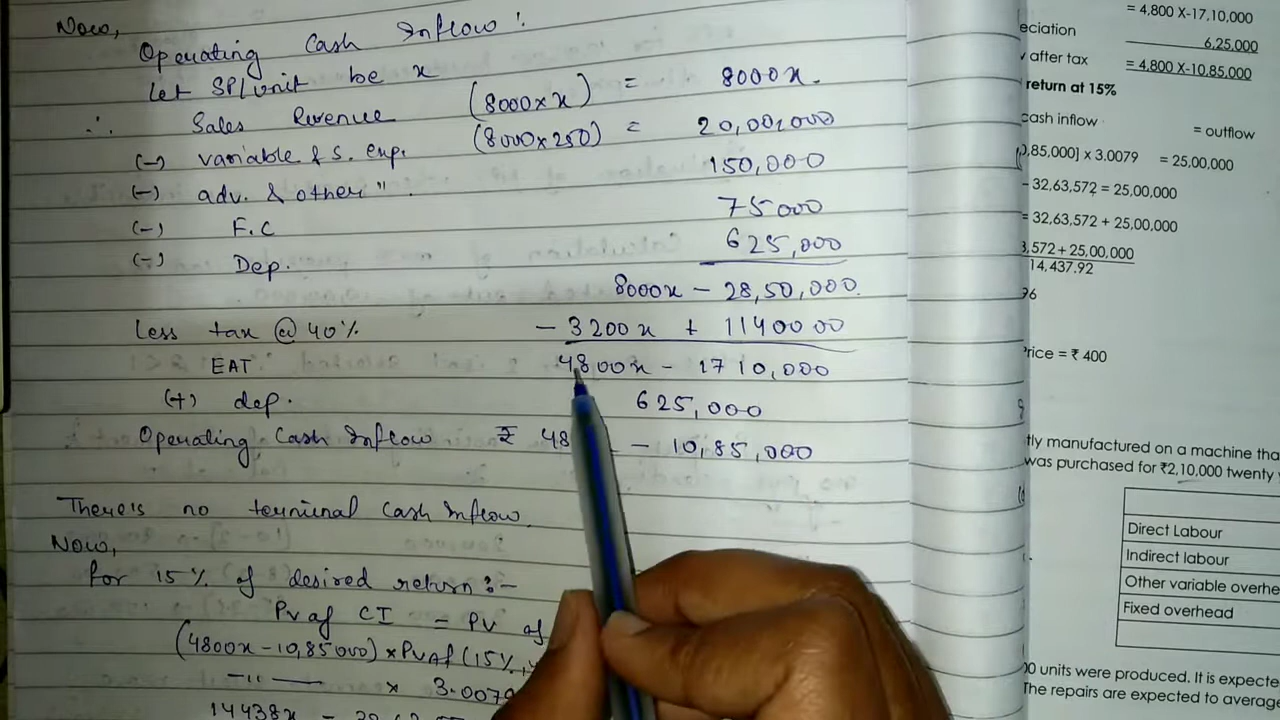 Now,
Operating Cash Inflow :
Let SP/unit be x
∴ Sales Revenue (8000×x) = 8000x.
(-) variable & s. exp. (8000×250) = 20,00,000
(-) adv. & other " . 150,000
(-) F.C 75000
(-) Dep. 625,000
8000x - 28,50,000.
Less tax @ 40% - 3200x + 1140000
EAT 4800x - 1710,000
(+) dep. 625,000
Operating Cash Inflow ₹ 48 - 10,85,000
There's no terminal Cash Inflow.
Now,
for 15% of desired return :-
PV of CI = PV of
(4800x-10,85000) × PVAf (15%,
-"- × 3.0079
14438x -
= 4,800 X-17,10,000
eciation 6,25,000
after tax = 4,800 X-10,85,000
return at 15%
cash inflow = outflow
,85,000] x 3.0079 = 25,00,000
- 32,63,572 = 25,00,000
= 32,63,572 + 25,00,000
3,572 + 25,00,000
14,437.92
96
rice = ₹ 400
tly manufactured on a machine tha
was purchased for ₹2,10,000 twenty
Direct Labour
Indirect labour
Other variable overhe
Fixed overhead
00 units were produced. It is expecte
The repairs are expected to average